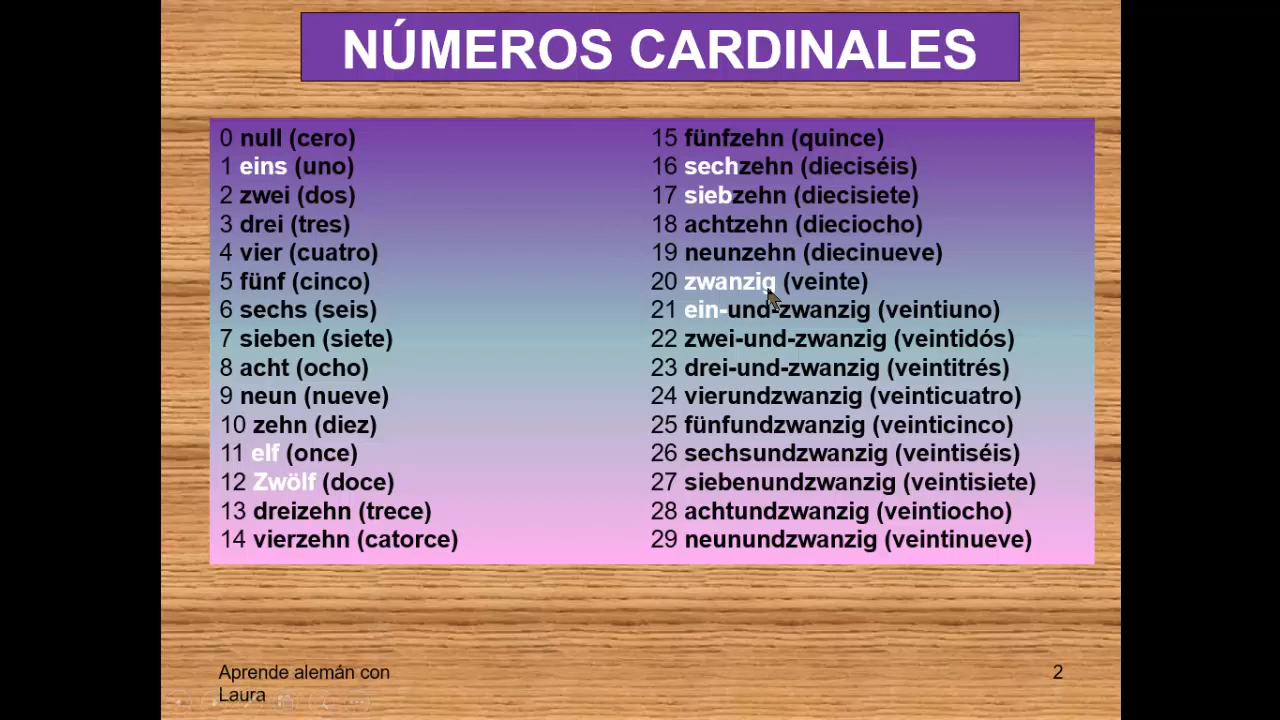 NÚMEROS CARDINALES
0 null (cero)
1 eins (uno)
2 zwei (dos)
3 drei (tres)
4 vier (cuatro)
5 fünf (cinco)
6 sechs (seis)
7 sieben (siete)
8 acht (ocho)
9 neun (nueve)
10 zehn (diez)
11 elf (once)
12 Zwölf (doce)
13 dreizehn (trece)
14 vierzehn (catorce)
15 fünfzehn (quince)
16 sechzehn (dieciséis)
17 siebzehn (diecisiete)
18 achtzehn (dieciocho)
19 neunzehn (diecinueve)
20 zwanzig (veinte)
21 ein-und-zwanzig (veintiuno)
22 zwei-und-zwanzig (veintidós)
23 drei-und-zwanzig (veintitrés)
24 vierundzwanzig (veinticuatro)
25 fünfundzwanzig (veinticinco)
26 sechsundzwanzig (veintiséis)
27 siebenundzwanzig (veintisiete)
28 achtundzwanzig (veintiocho)
29 neunundzwanzig (veintinueve)
Aprende alemán con
Laura
2